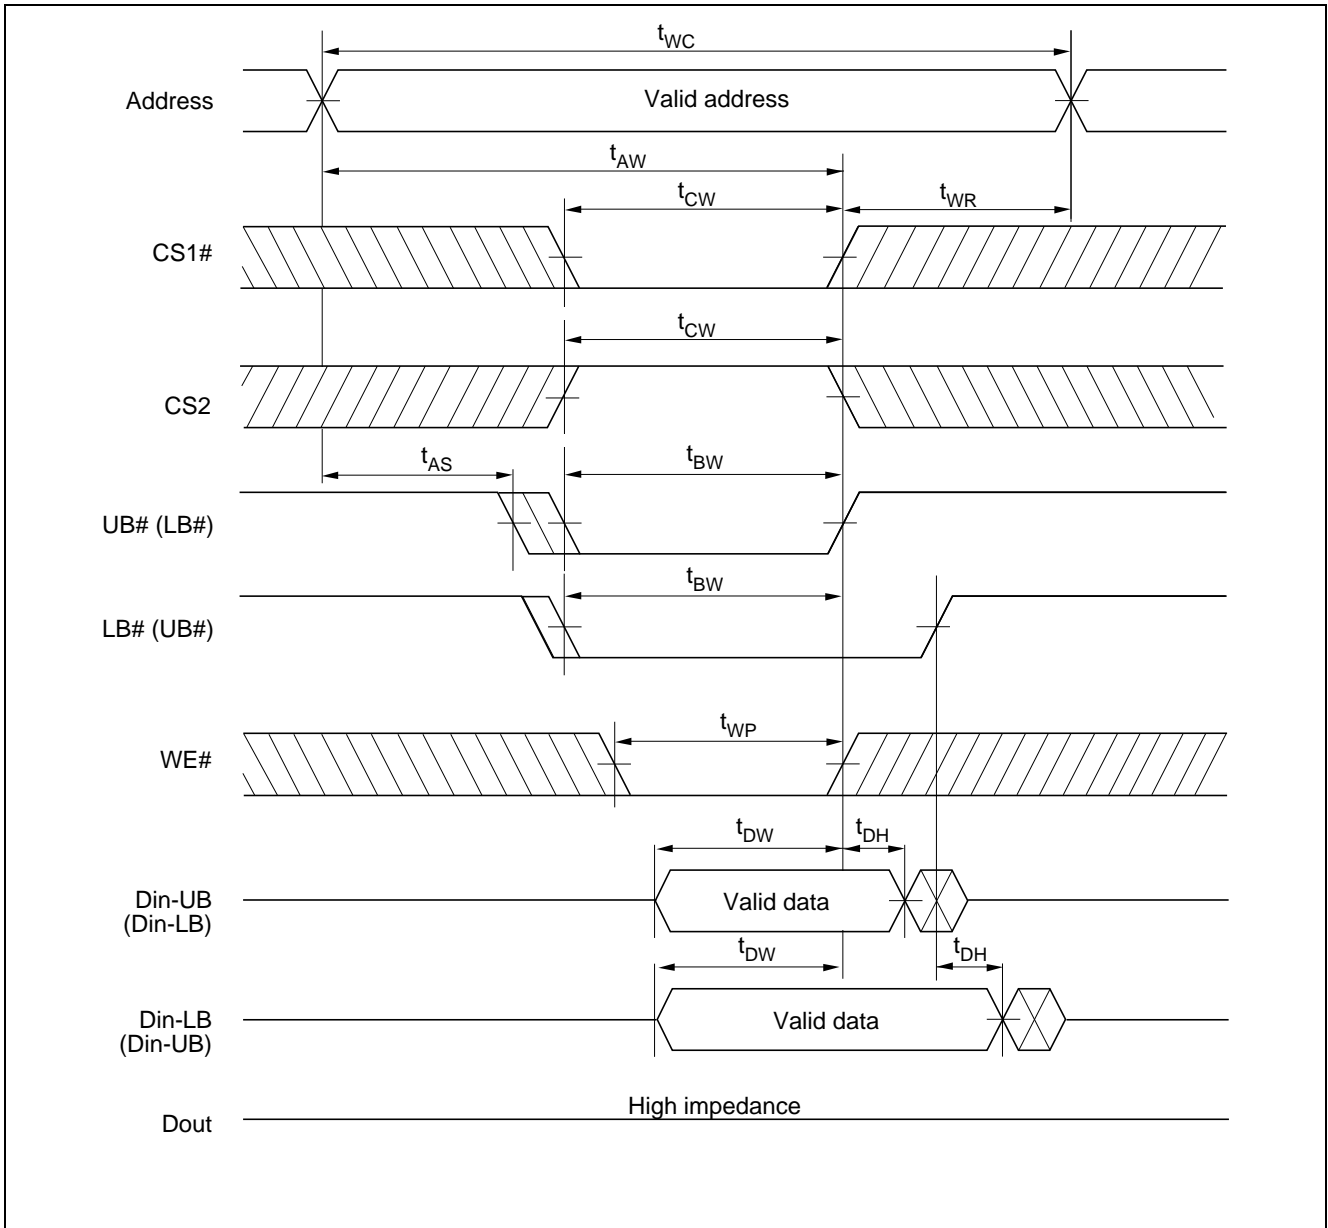 tWC
Address
Valid address
tAW
tCW
tWR
CS1#
tCW
CS2
tAS
tBW
UB# (LB#)
tBW
LB# (UB#)
tWP
WE#
tDW
tDH
Din-UB
(Din-LB)
Valid data
tDW
tDH
Din-LB
(Din-UB)
Valid data
High impedance
Dout